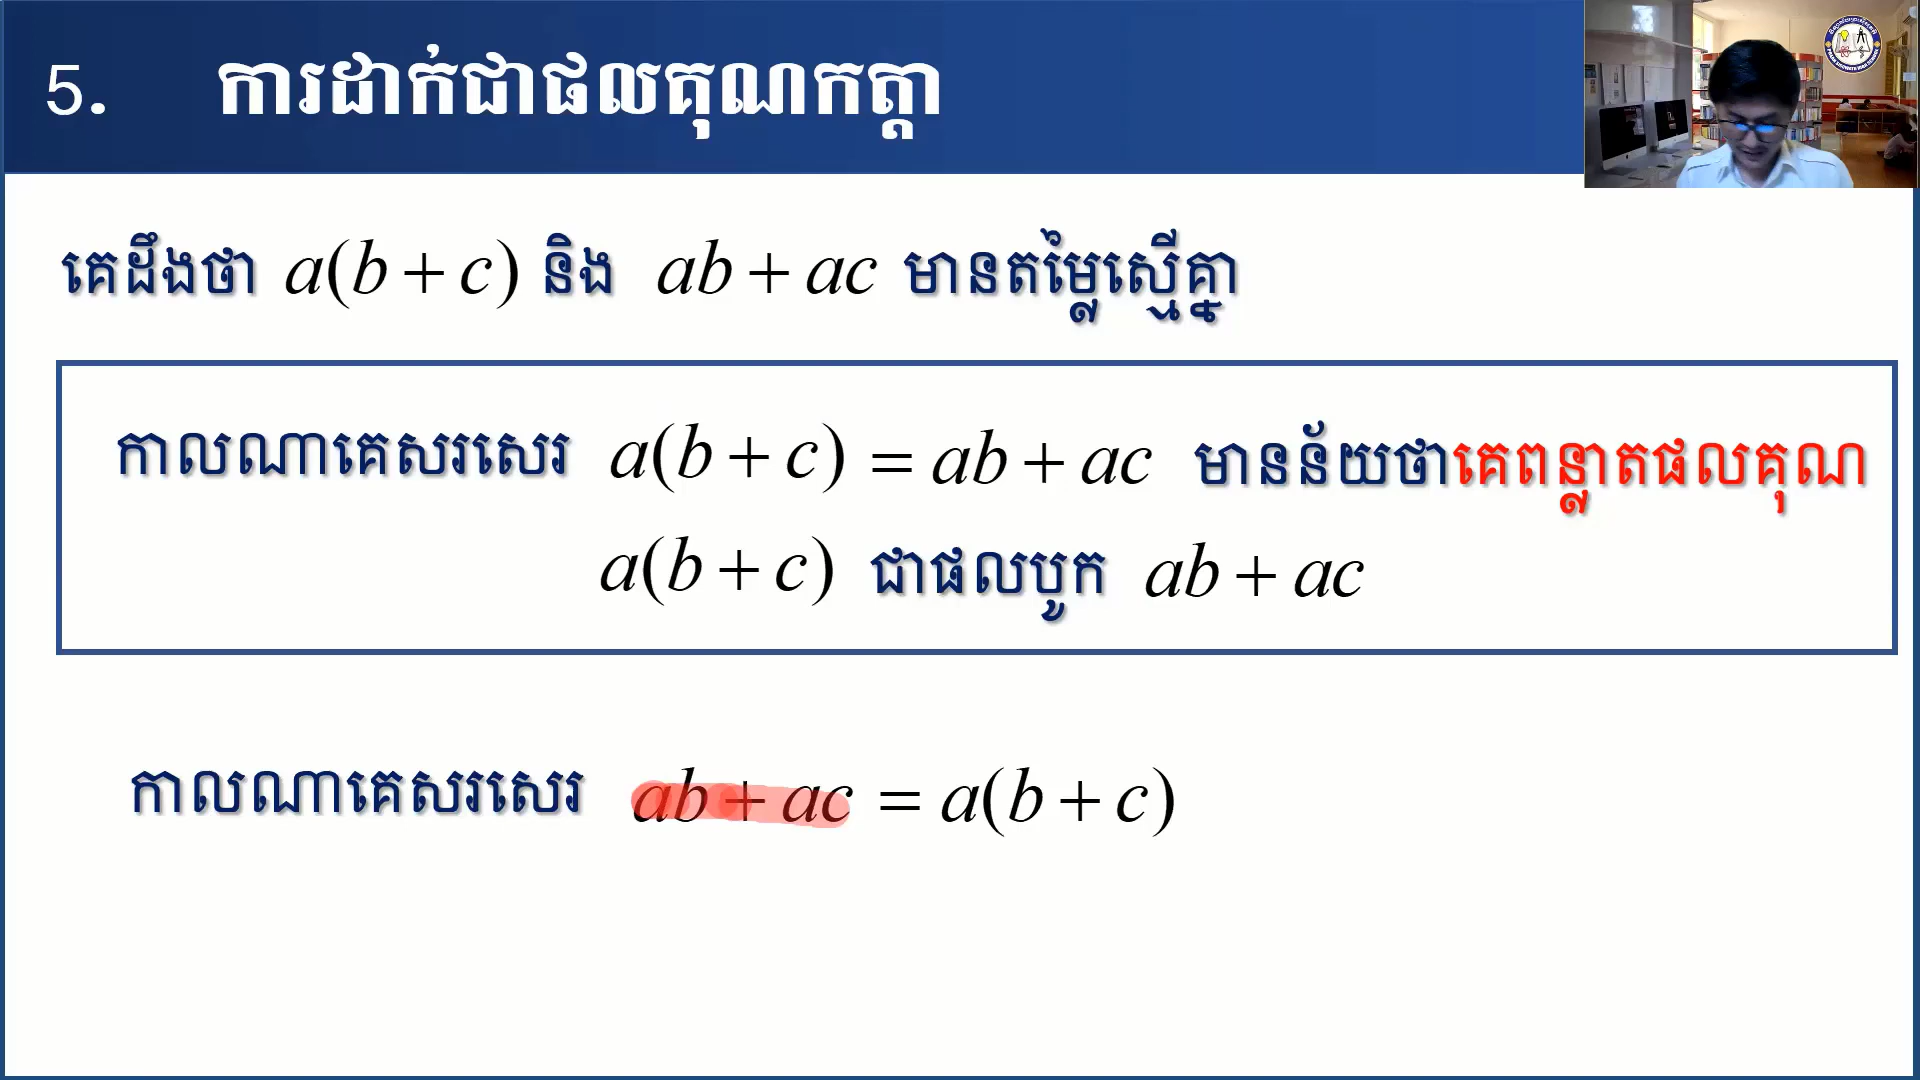 5. ការដាក់ជាផលគុណកត្តា
គេដឹងថា a(b + c) និង ab + ac មានតម្លៃស្មើគ្នា
កាលណាគេសរសេរ a(b + c) = ab + ac មានន័យថាគេពន្លាតផលគុណ
a(b + c) ជាផលបូក ab + ac
កាលណាគេសរសេរ ab + ac = a(b + c)